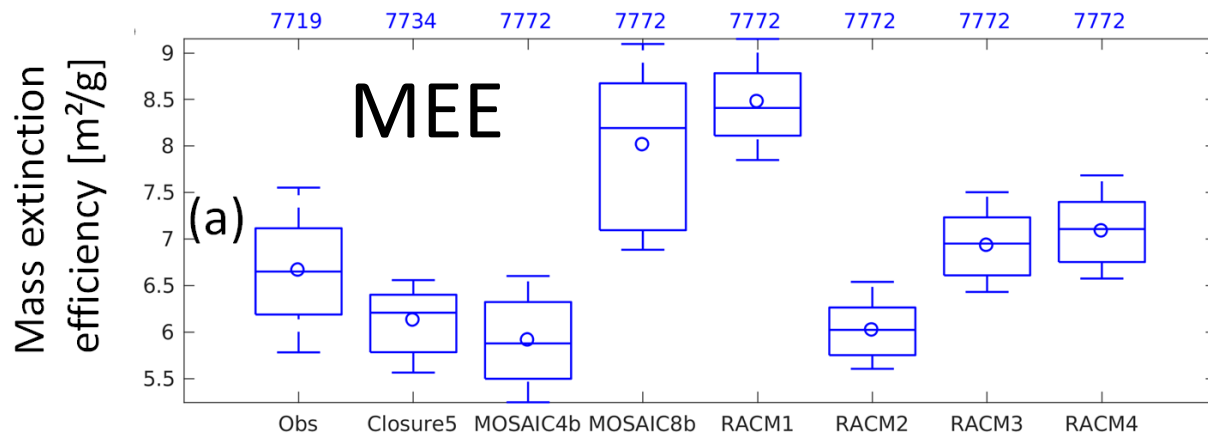 7719 7734 7772 7772 7772 7772 7772 7772
Mass extinction
efficiency [m²/g]
MEE
(a)
9
8.5
8
7.5
7
6.5
6
5.5
Obs Closure5 MOSAIC4b MOSAIC8b RACM1 RACM2 RACM3 RACM4